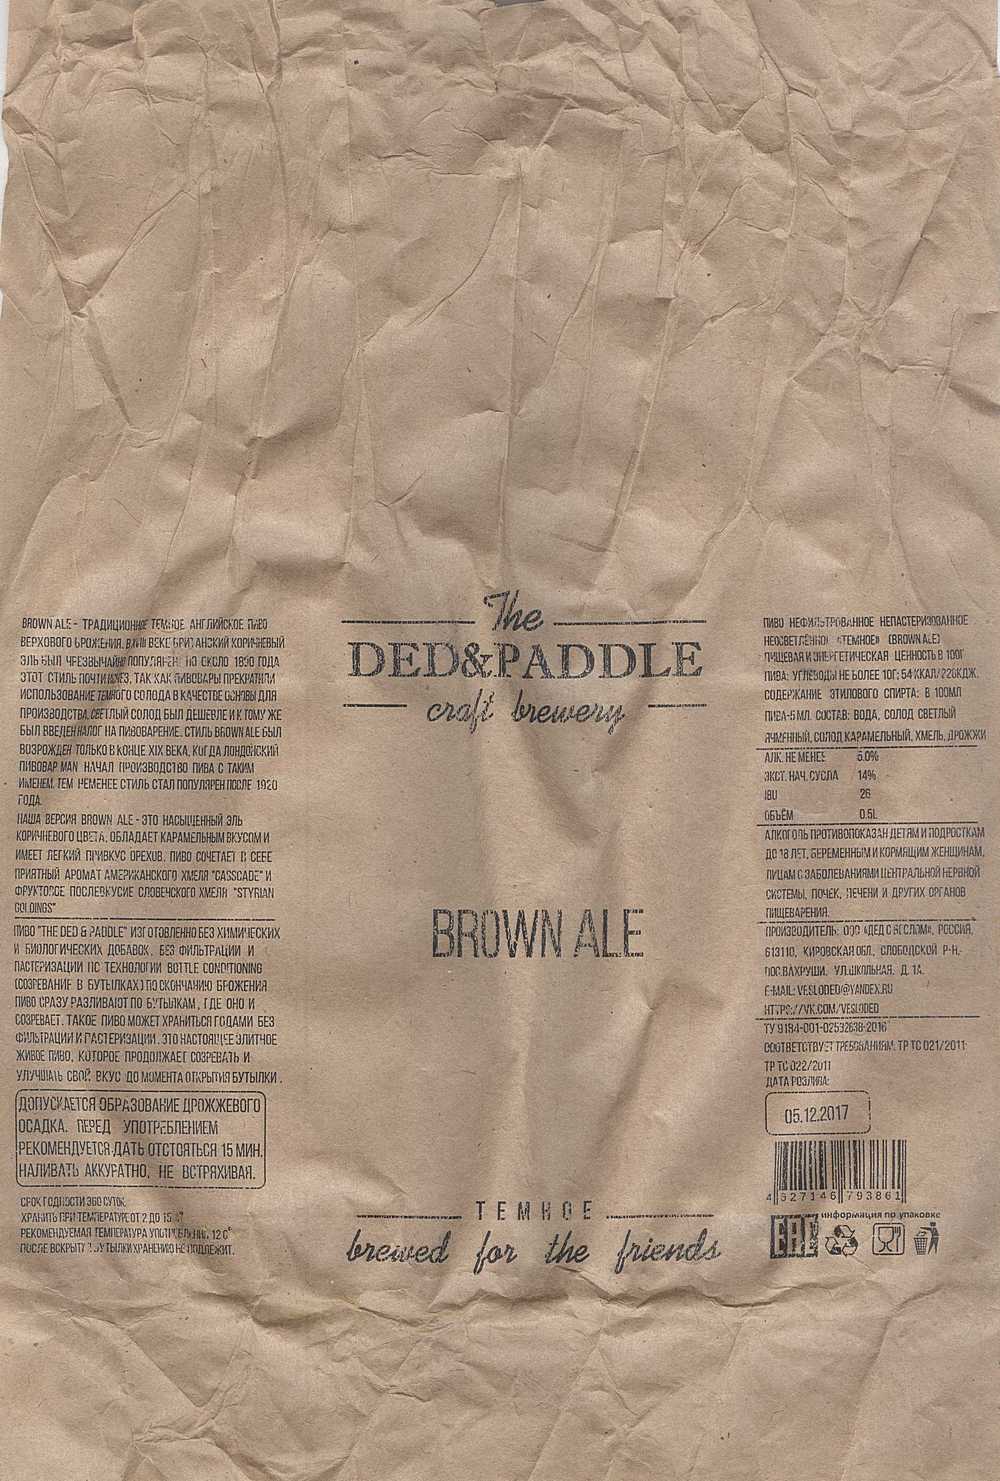 BROWN ALE - ТРАДИЦИОННОЕ ТЕМНОЕ АНГЛИЙСКОЕ ПИВО
ВЕРХОВОГО БРОЖЕНИЯ. В XVIII ВЕКЕ БРИТАНСКИЙ КОРИЧНЕВЫЙ
ЭЛЬ БЫЛ ЧРЕЗВЫЧАЙНО ПОПУЛЯРЕН, НО ОКОЛО 1800 ГОДА
ЭТОТ СТИЛЬ ПОЧТИ ИСЧЕЗ, ТАК КАК ПИВОВАРЫ ПРЕКРАТИЛИ
ИСПОЛЬЗОВАНИЕ ТЕМНОГО СОЛОДА В КАЧЕСТВЕ ОСНОВЫ ДЛЯ
ПРОИЗВОДСТВА. СВЕТЛЫЙ СОЛОД БЫЛ ДЕШЕВЛЕ И К ТОМУ ЖЕ
БЫЛ ВВЕДЕН НАЛОГ НА ПИВОВАРЕНИЕ. СТИЛЬ BROWN ALE БЫЛ
ВОЗРОЖДЕН ТОЛЬКО В КОНЦЕ XIX ВЕКА, КОГДА ЛОНДОНСКИЙ
ПИВОВАР MAN НАЧАЛ ПРОИЗВОДСТВО ПИВА С ТАКИМ
ИМЕНЕМ. ТЕМ НЕМЕНЕЕ СТИЛЬ СТАЛ ПОПУЛЯРЕН ПОСЛЕ 1920
ГОДА.
НАША ВЕРСИЯ BROWN ALE - ЭТО НАСЫЩЕННЫЙ ЭЛЬ
КОРИЧНЕВОГО ЦВЕТА. ОБЛАДАЕТ КАРАМЕЛЬНЫМ ВКУСОМ И
ИМЕЕТ ЛЕГКИЙ ПРИВКУС ОРЕХОВ. ПИВО СОЧЕТАЕТ В СЕБЕ
ПРИЯТНЫЙ АРОМАТ АМЕРИКАНСКОГО ХМЕЛЯ "CASSCADE" И
ФРУКТОВОЕ ПОСЛЕВКУСИЕ СЛОВЕНСКОГО ХМЕЛЯ "STYRIAN
GOLDINGS"
ПИВО "THE DED & PADDLE" ИЗГОТОВЛЕННО БЕЗ ХИМИЧЕСКИХ
И БИОЛОГИЧЕСКИХ ДОБАВОК, БЕЗ ФИЛЬТРАЦИИ И
ПАСТЕРИЗАЦИИ ПО ТЕХНОЛОГИИ BOTTLE CONDITIONING
(СОЗРЕВАНИЕ В БУТЫЛКАХ) ПО ОКОНЧАНИЮ БРОЖЕНИЯ
ПИВО СРАЗУ РАЗЛИВАЮТ ПО БУТЫЛКАМ, ГДЕ ОНО И
СОЗРЕВАЕТ. ТАКОЕ ПИВО МОЖЕТ ХРАНИТЬСЯ ГОДАМИ БЕЗ
ФИЛЬТРАЦИИ И ПАСТЕРИЗАЦИИ. ЭТО НАСТОЯЩЕЕ ЭЛИТНОЕ
ЖИВОЕ ПИВО, КОТОРОЕ ПРОДОЛЖАЕТ СОЗРЕВАТЬ И
УЛУЧШАТЬ СВОЙ ВКУС ДО МОМЕНТА ОТКРЫТИЯ БУТЫЛКИ.
ДОПУСКАЕТСЯ ОБРАЗОВАНИЕ ДРОЖЖЕВОГО
ОСАДКА. ПЕРЕД УПОТРЕБЛЕНИЕМ
РЕКОМЕНДУЕТСЯ ДАТЬ ОТСТОЯТЬСЯ 15 МИН.
НАЛИВАТЬ АККУРАТНО, НЕ ВСТРЯХИВАЯ.
СРОК ГОДНОСТИ 360 СУТОК.
ХРАНИТЬ ПРИ ТЕМПЕРАТУРЕ ОТ 2 ДО 15 С°
РЕКОМЕНДУЕМАЯ ТЕМПЕРАТУРА УПОТРЕБЛЕНИЯ: 12 С°
ПОСЛЕ ВСКРЫТИЯ БУТЫЛКИ ХРАНЕНИЮ НЕ ПОДЛЕЖИТ.
The
DED&PADDLE
craft brewery
BROWN ALE
ТЕМНОЕ
brewed for the friends
ПИВО НЕФИЛЬТРОВАННОЕ НЕПАСТЕРИЗОВАННОЕ
НЕОСВЕТЛЁННОЕ «ТЕМНОЕ» (BROWN ALE)
ПИЩЕВАЯ И ЭНЕРГЕТИЧЕСКАЯ ЦЕННОСТЬ В 100Г
ПИВА: УГЛЕВОДЫ НЕ БОЛЕЕ 10Г; 54 ККАЛ/226КДЖ.
СОДЕРЖАНИЕ ЭТИЛОВОГО СПИРТА: В 100МЛ
ПИВА-5 МЛ. СОСТАВ: ВОДА, СОЛОД СВЕТЛЫЙ
ЯЧМЕННЫЙ, СОЛОД КАРАМЕЛЬНЫЙ, ХМЕЛЬ, ДРОЖЖИ
АЛК. НЕ МЕНЕЕ 5.0%
ЭКСТ. НАЧ. СУСЛА 14%
IBU 26
ОБЪЁМ 0.5L
АЛКОГОЛЬ ПРОТИВОПОКАЗАН ДЕТЯМ И ПОДРОСТКАМ
ДО 18 ЛЕТ, БЕРЕМЕННЫМ И КОРМЯЩИМ ЖЕНЩИНАМ,
ЛИЦАМ С ЗАБОЛЕВАНИЯМИ ЦЕНТРАЛЬНОЙ НЕРВНОЙ
СИСТЕМЫ, ПОЧЕК, ПЕЧЕНИ И ДРУГИХ ОРГАНОВ
ПИЩЕВАРЕНИЯ.
ПРОИЗВОДИТЕЛЬ: ООО «ДЕД С ВЕСЛОМ». РОССИЯ,
613110, КИРОВСКАЯ ОБЛ., СЛОБОДСКОЙ Р-Н,
ПОС.ВАХРУШИ, УЛ.ШКОЛЬНАЯ, Д. 1А.
E-MAIL: VESLODED@YANDEX.RU
HTTPS://VK.COM/VESLODED
ТУ 9184-001-02532638-2016
СООТВЕТСТВУЕТ ТРЕБОВАНИЯМ: ТР ТС 021/2011
ТР ТС 022/2011
ДАТА РОЗЛИВА:
05.12.2017
4 627146 793861
EAC
информация по упаковке